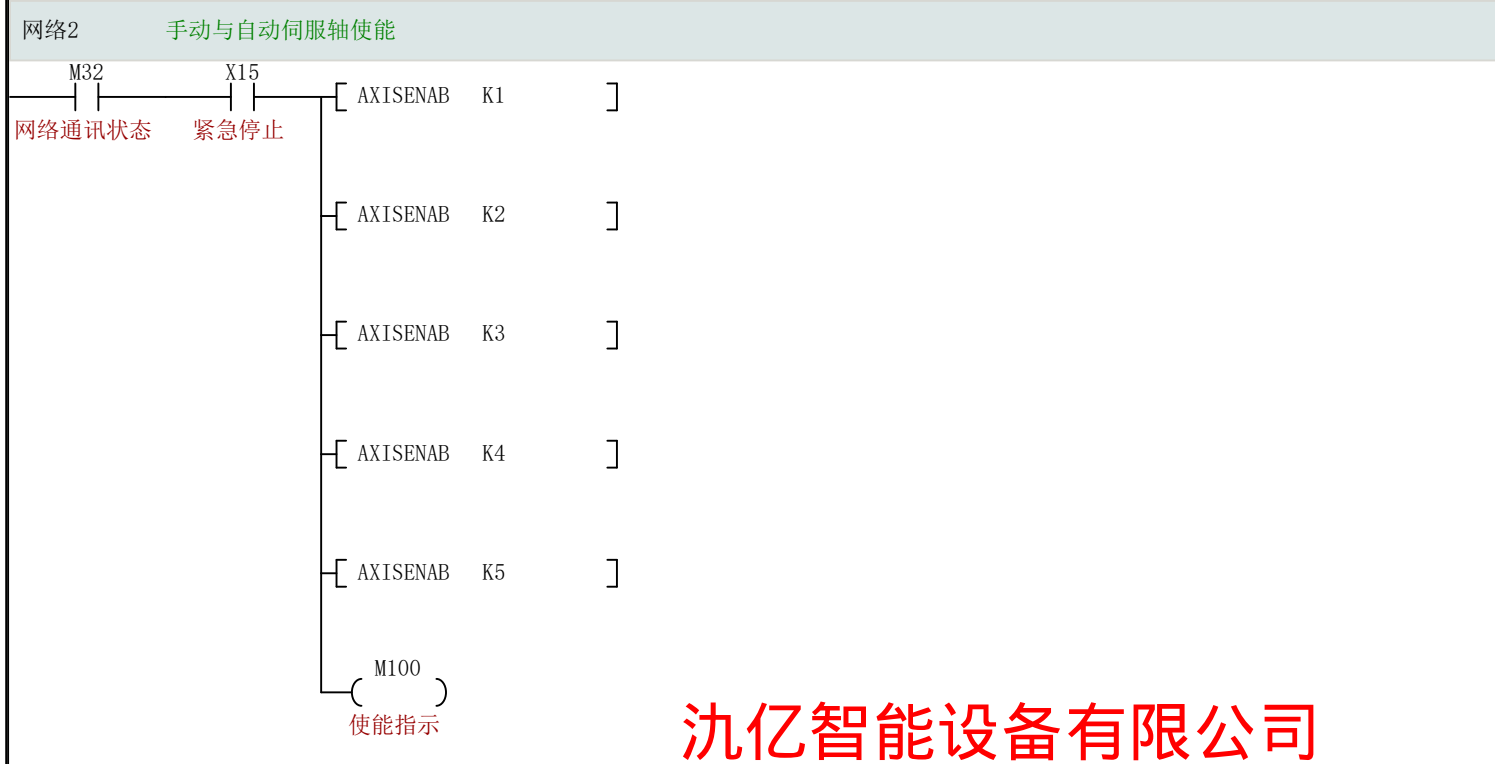 网络2 手动与自动伺服轴使能
M32 X15
AXISENAB K1
网络通讯状态 紧急停止
AXISENAB K2
AXISENAB K3
AXISENAB K4
AXISENAB K5
M100
使能指示
氿亿智能设备有限公司